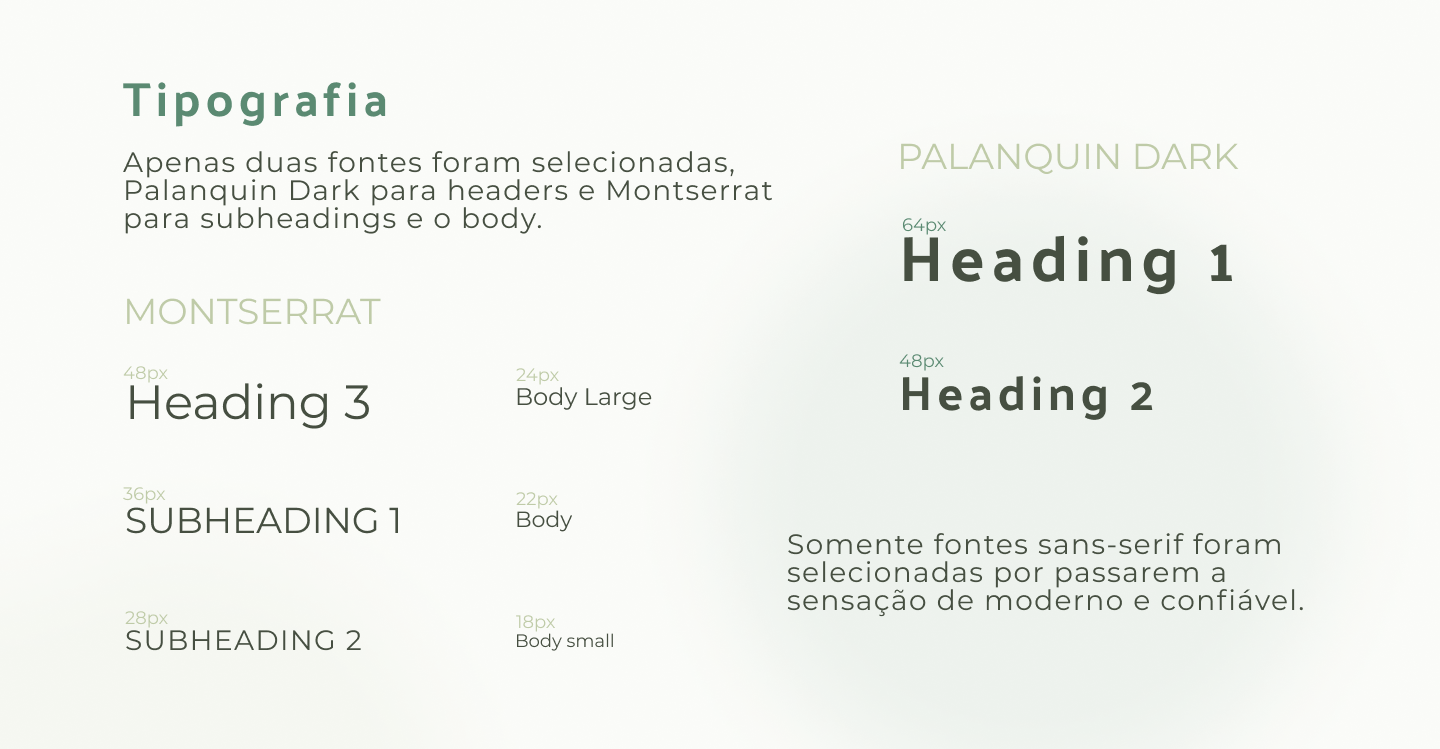 Tipografia
Apenas duas fontes foram selecionadas,
Palanquin Dark para headers e Montserrat
para subheadings e o body.
MONTSERRAT
48px
Heading 3
36px
SUBHEADING 1
28px
SUBHEADING 2
24px
Body Large
22px
Body
18px
Body small
PALANQUIN DARK
64px
Heading 1
48px
Heading 2
Somente fontes sans-serif foram
selecionadas por passarem a
sensação de moderno e confiável.